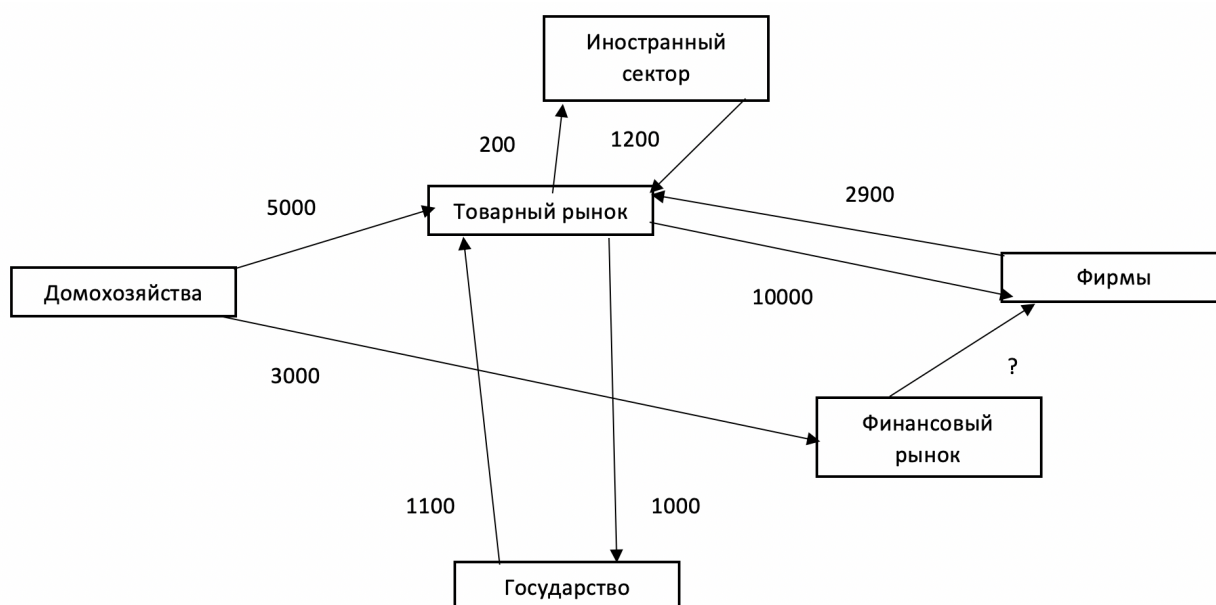 Иностранный
сектор
200
1200
5000
Товарный рынок
2900
Домохозяйства
10000
Фирмы
3000
?
Финансовый
рынок
1100
1000
Государство